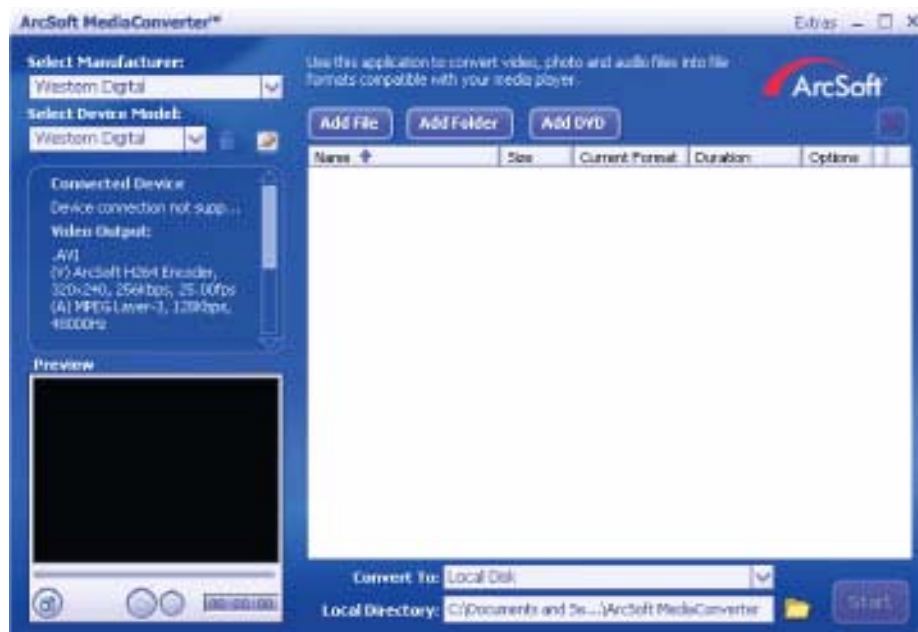 ArcSoft MediaConverter™
Extras
Select Manufacturer:
Western Digital
Select Device Model:
Western Digital
Connected Device
Device connection not supp...
Video Output:
.AVI
(V) ArcSoft H264 Encoder,
320x240, 256kbps, 25.00fps
(A) MPEG Layer-3, 128kbps,
48000Hz
Preview
00:00:00
Use this application to convert video, photo and audio files into file
formats compatible with your media player.
ArcSoft
Add File
Add Folder
Add DVD
Name
Size
Current Format
Duration
Options
Convert To:
Local Disk
Local Directory:
C:\Documents and Se...\ArcSoft MediaConverter
Start